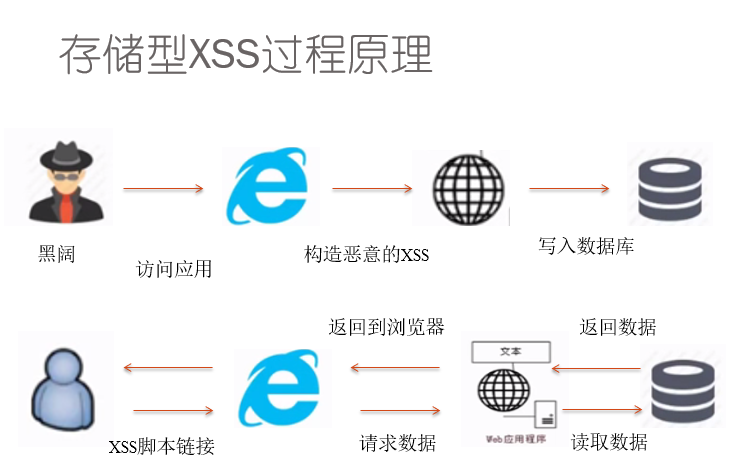 存储型XSS过程原理
黑阔
访问应用
构造恶意的XSS
写入数据库
返回到浏览器
返回数据
文本
XSS脚本链接
请求数据
Web应用程序
读取数据